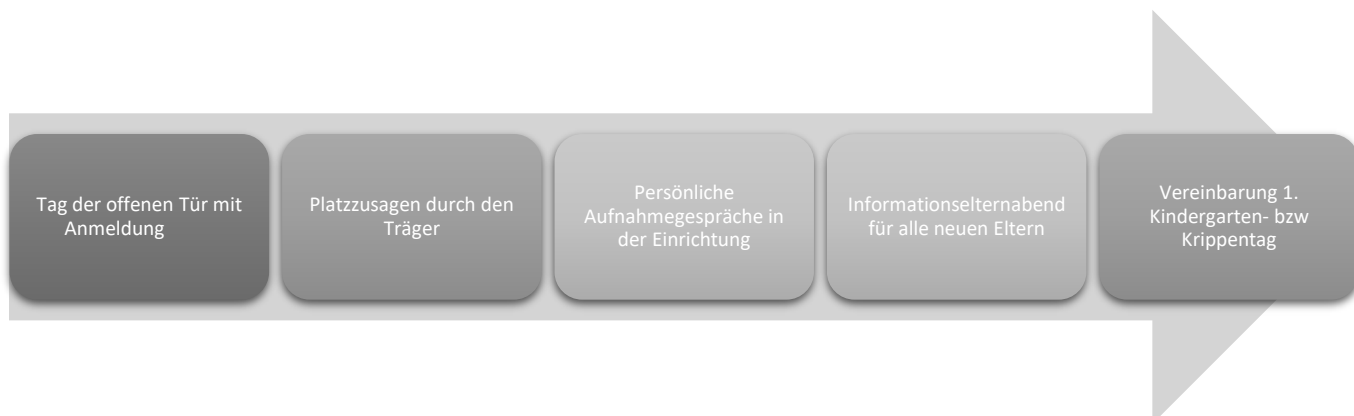 Tag der offenen Tür mit
Anmeldung
Platzzusagen durch den
Träger
Persönliche
Aufnahmegespräche in
der Einrichtung
Informationselternabend
für alle neuen Eltern
Vereinbarung 1.
Kindergarten- bzw
Krippentag